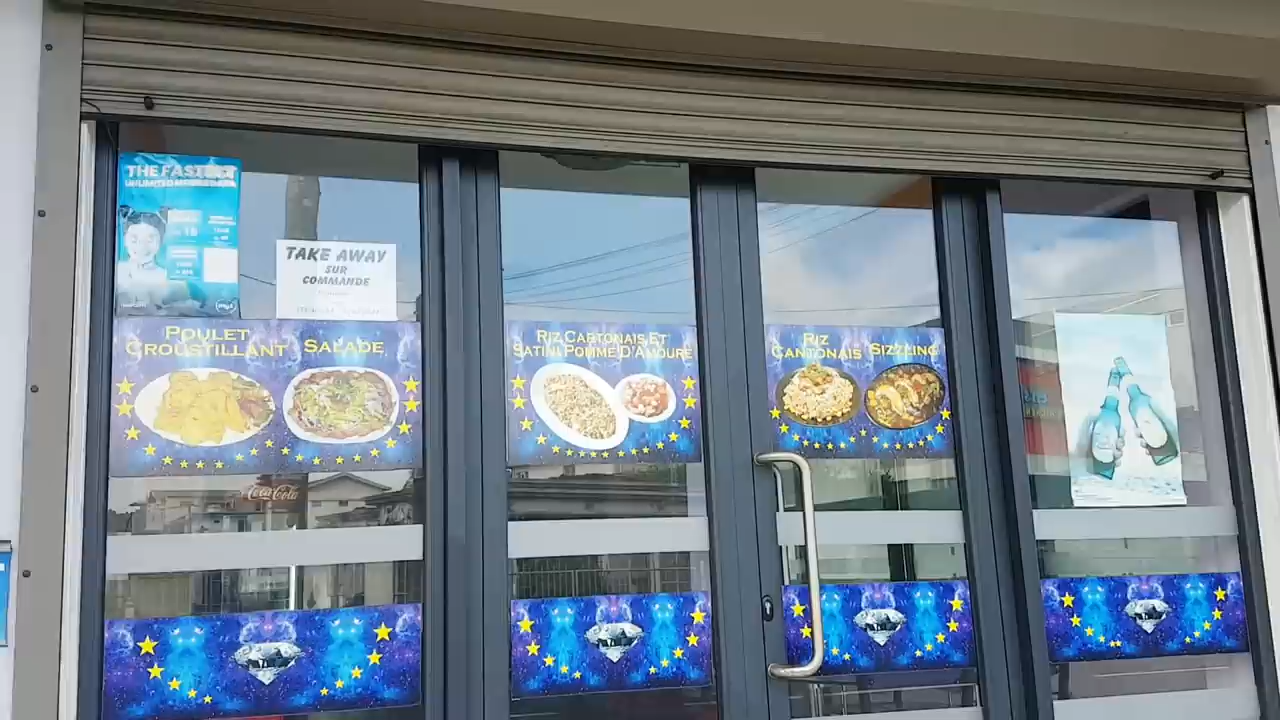 THE FASTEST
TAKE AWAY
SUR
COMMANDE
POULET
CROUSTILLANT
SALADE
RIZ CANTONAIS ET
SATINI POMME D'AMOURE
RIZ
CANTONAIS
SIZZLING
Coca-Cola
my.t